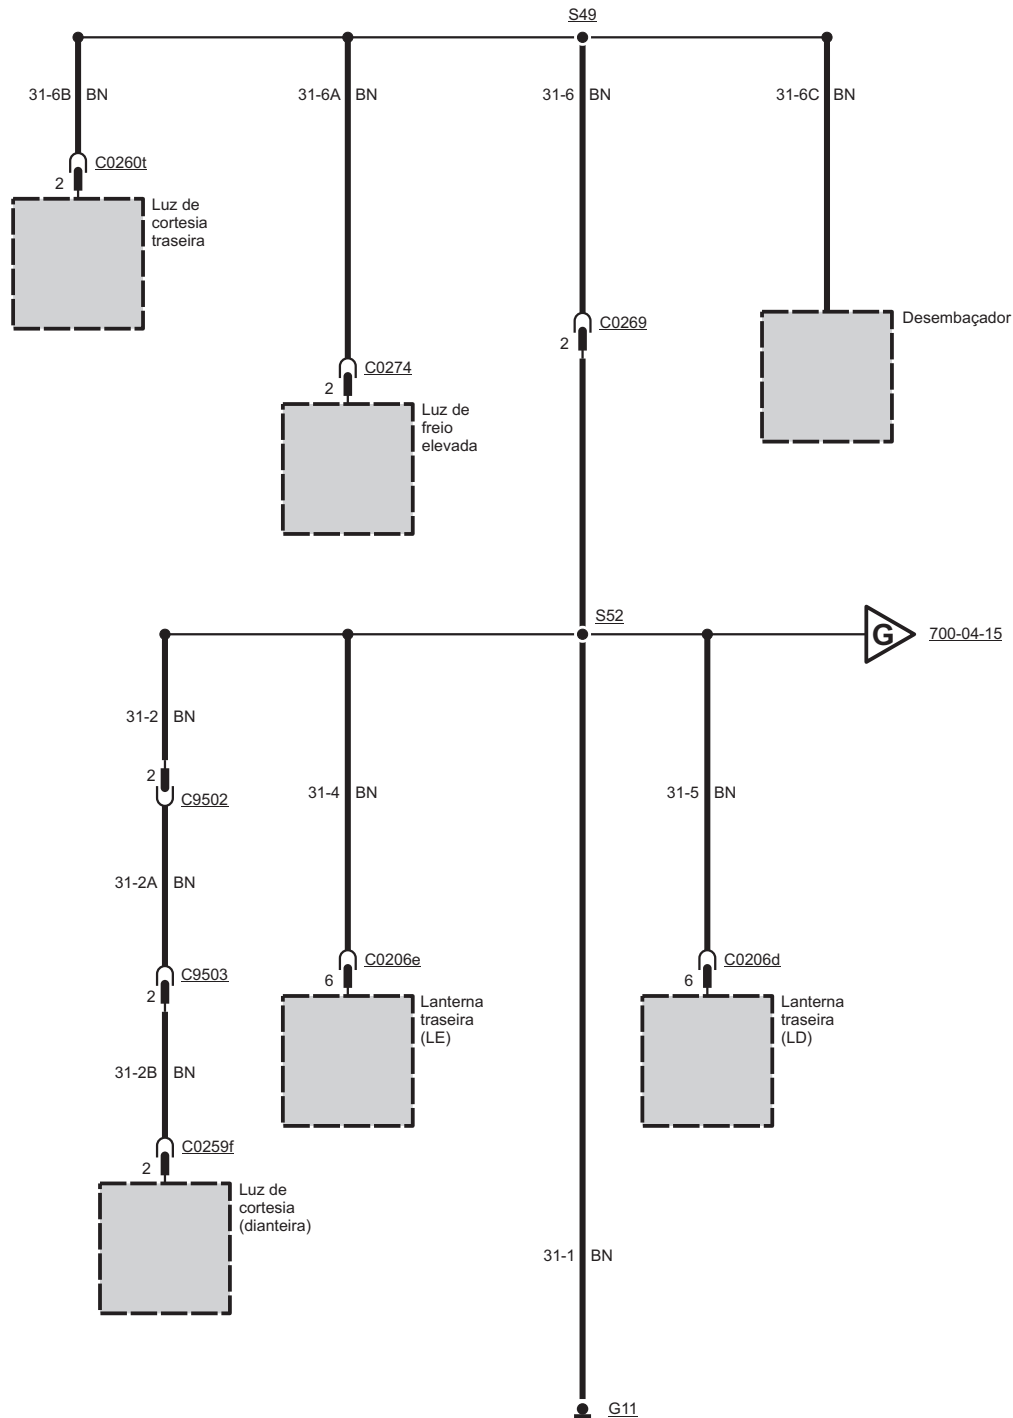 S49
31-6B BN
31-6A BN
31-6 BN
31-6C BN
C0260t
2
Luz de
cortesia
traseira
C0269
2
Desembaçador
C0274
2
Luz de
freio
elevada
S52
G
700-04-15
31-2 BN
2
C9502
31-4 BN
31-5 BN
31-2A BN
C9503
2
C0206e
6
C0206d
6
Lanterna
traseira
(LE)
Lanterna
traseira
(LD)
31-2B BN
C0259f
2
Luz de
cortesia
(dianteira)
31-1 BN
G11